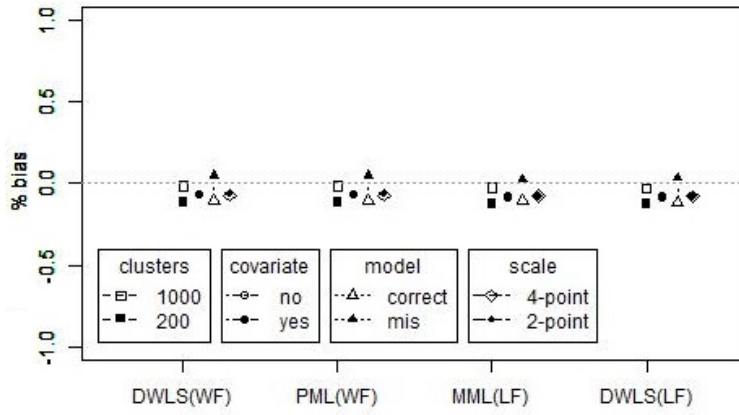 1.0
0.5
0.0
-0.5
-1.0
% bias
clusters
1000
200
covariate
no
yes
model
correct
mis
scale
4-point
2-point
DWLS(WF) PML(WF) MML(LF) DWLS(LF)